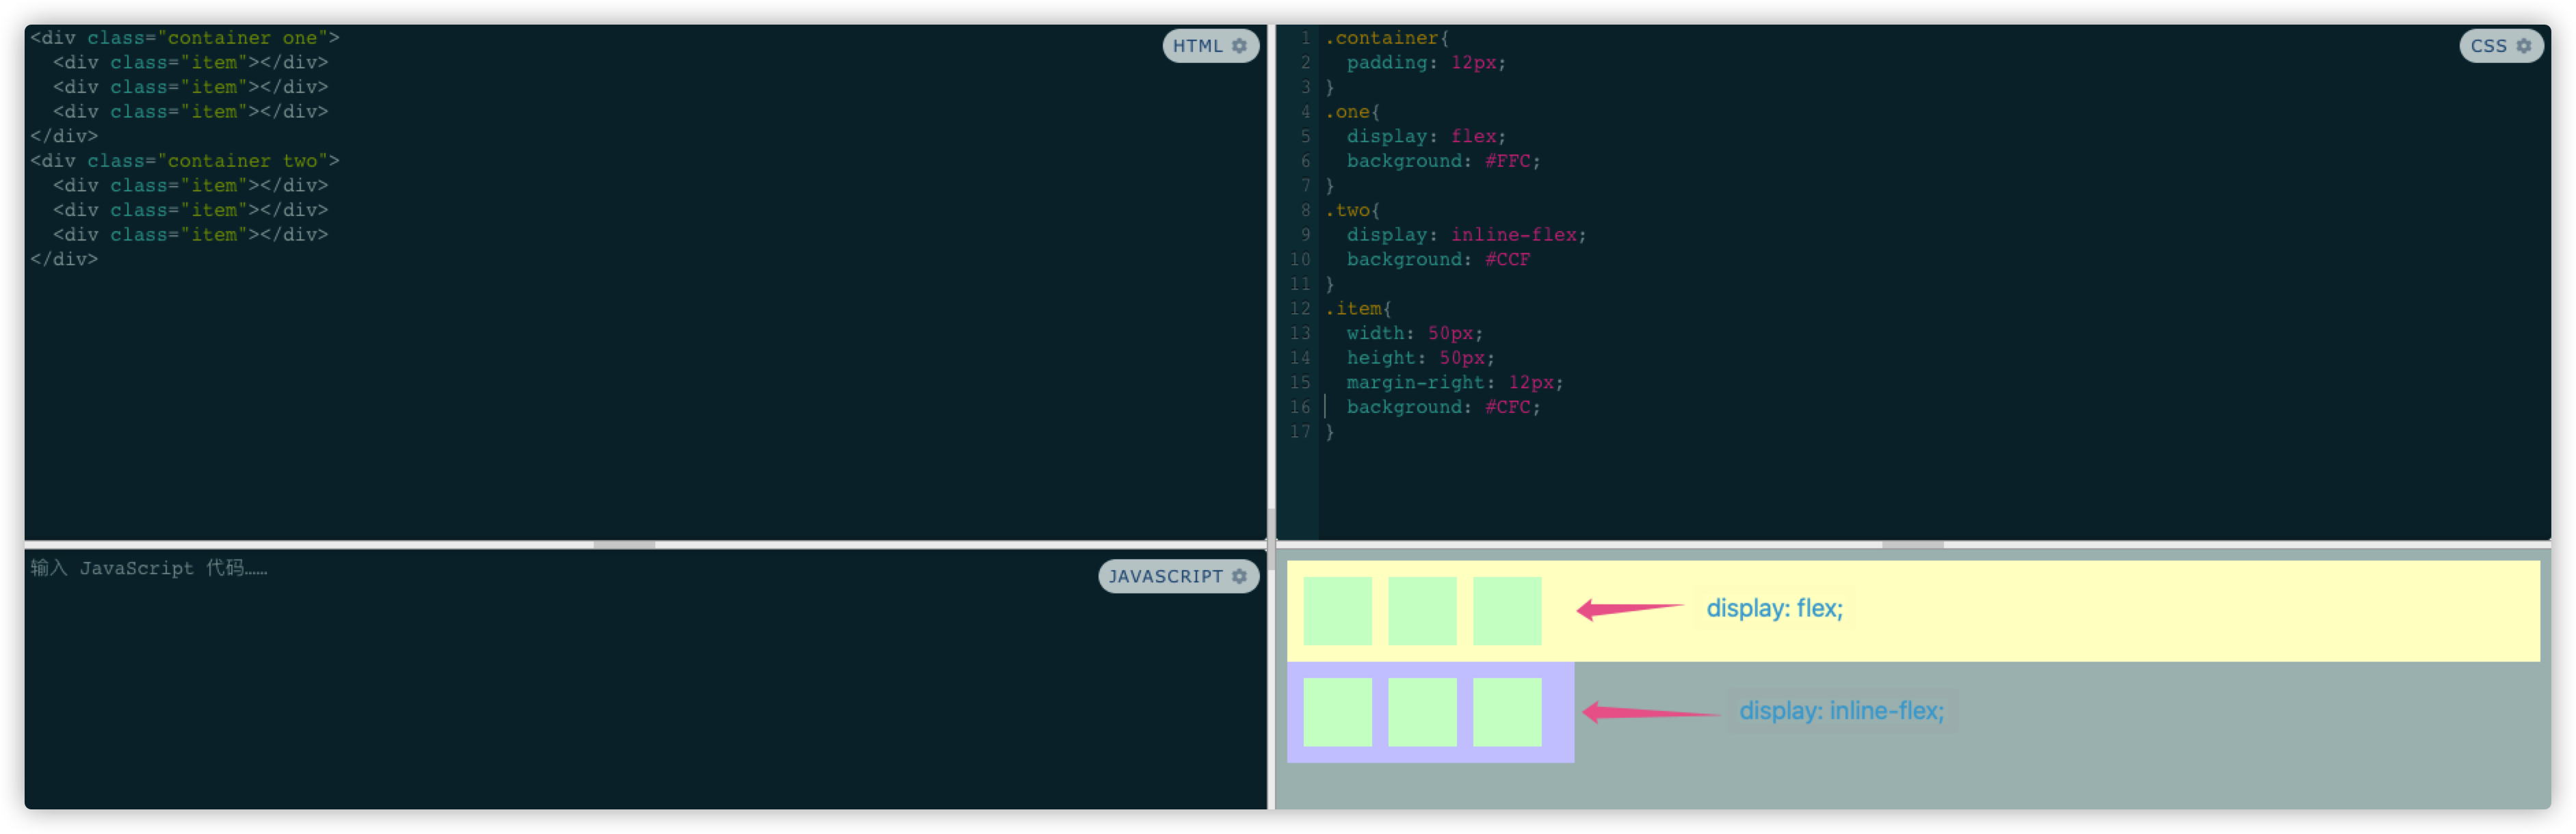 <div class="container one">
  <div class="item"></div>
  <div class="item"></div>
  <div class="item"></div>
</div>
<div class="container two">
  <div class="item"></div>
  <div class="item"></div>
  <div class="item"></div>
</div>
HTML
1 .container{
2   padding: 12px;
3 }
4 .one{
5   display: flex;
6   background: #FFC;
7 }
8 .two{
9   display: inline-flex;
10   background: #CCF
11 }
12 .item{
13   width: 50px;
14   height: 50px;
15   margin-right: 12px;
16   background: #CFC;
17 }
CSS
输入 JavaScript 代码……
JAVASCRIPT
display: flex;
display: inline-flex;